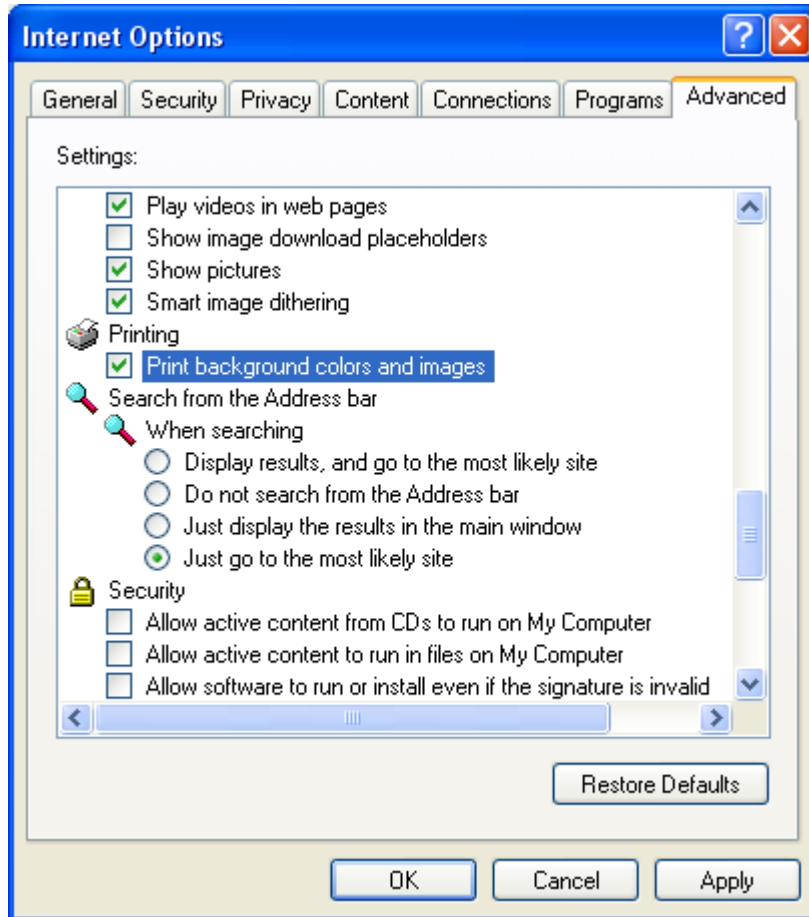 Internet Options
General Security Privacy Content Connections Programs Advanced
Settings:
Play videos in web pages
Show image download placeholders
Show pictures
Smart image dithering
Printing
Print background colors and images
Search from the Address bar
When searching
Display results, and go to the most likely site
Do not search from the Address bar
Just display the results in the main window
Just go to the most likely site
Security
Allow active content from CDs to run on My Computer
Allow active content to run in files on My Computer
Allow software to run or install even if the signature is invalid
Restore Defaults
OK Cancel Apply